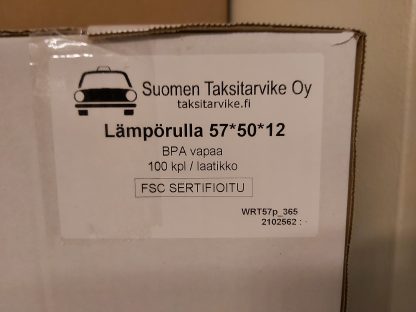 Suomen Taksitarvike Oy
taksitarvike.fi
Lämpörulla 57*50*12
BPA vapaa
100 kpl / laatikko
FSC SERTIFIOITU
WRT57p_365
2102562 : -